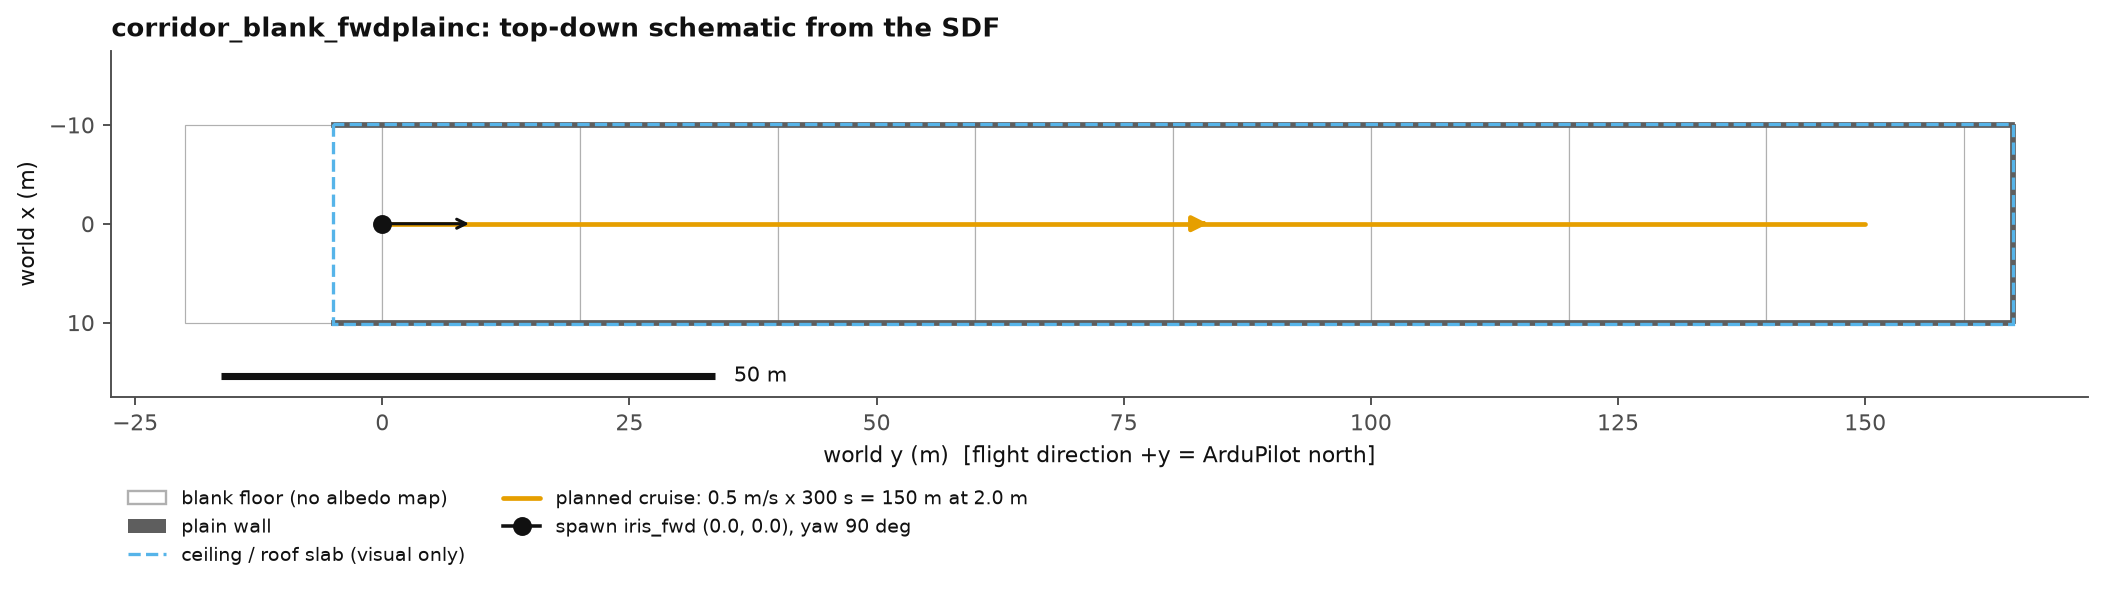 corridor_blank_fwdplainc: top-down schematic from the SDF
world x (m)
−10
0
10
50 m
−25
0
25
50
75
100
125
150
world y (m)  [flight direction +y = ArduPilot north]
blank floor (no albedo map)
plain wall
ceiling / roof slab (visual only)
planned cruise: 0.5 m/s x 300 s = 150 m at 2.0 m
spawn iris_fwd (0.0, 0.0), yaw 90 deg